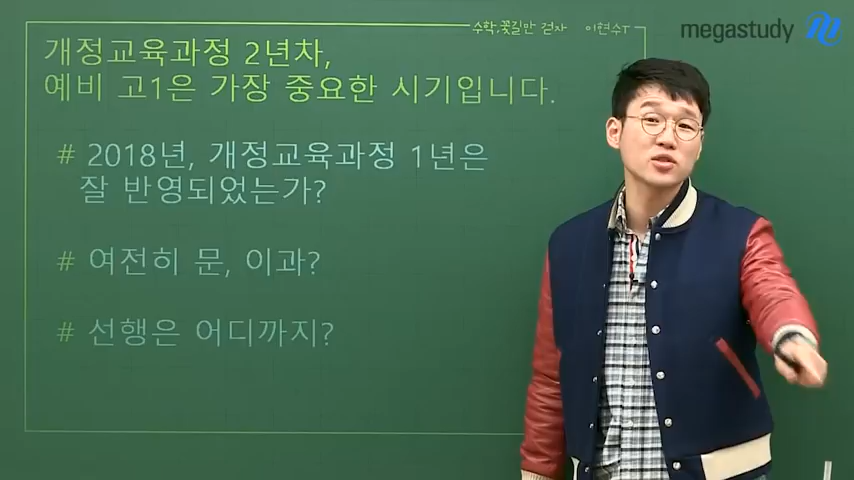 수학,꽃길만 걷자 이현수T
megastudy
개정교육과정 2년차,
예비 고1은 가장 중요한 시기입니다.
# 2018년, 개정교육과정 1년은
잘 반영되었는가?
# 여전히 문, 이과?
# 선행은 어디까지?